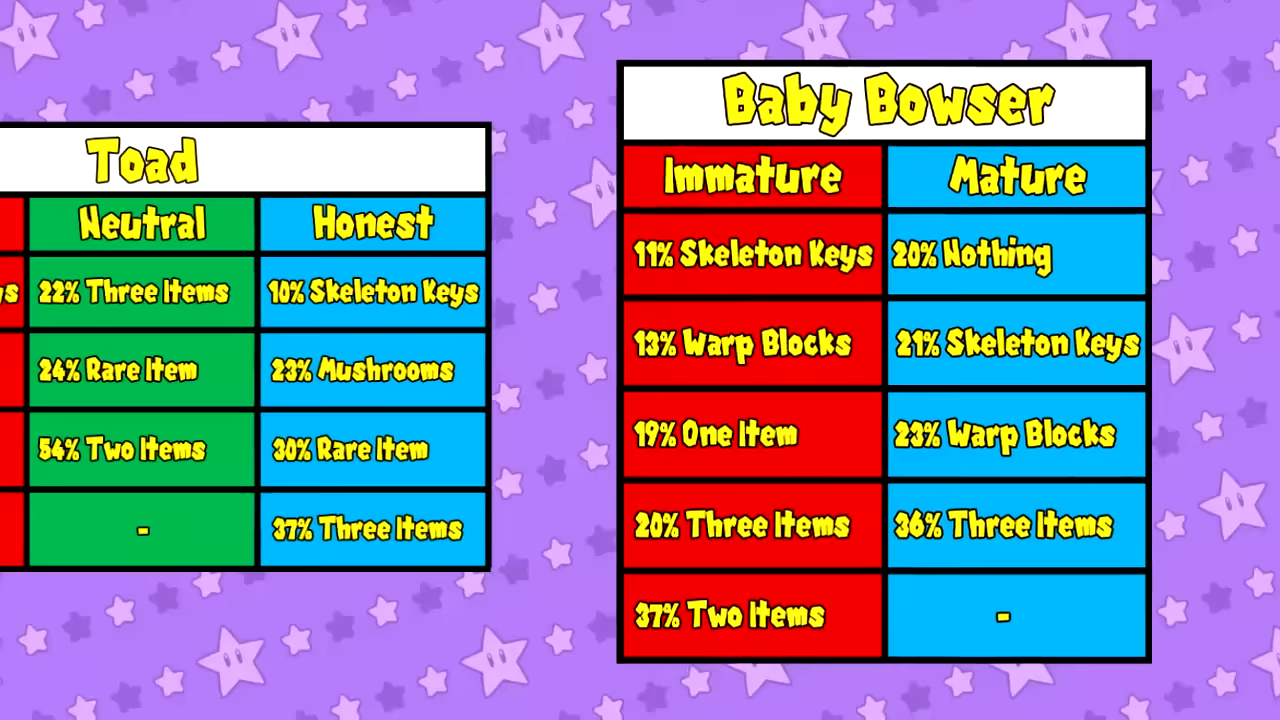 Toad
Neutral Honest
ys 22% Three Items 10% Skeleton Keys
24% Rare Item 23% Mushrooms
54% Two Items 30% Rare Item
- 37% Three Items
Baby Bowser
Immature Mature
11% Skeleton Keys 20% Nothing
13% Warp Blocks 21% Skeleton Keys
19% One Item 23% Warp Blocks
20% Three Items 36% Three Items
37% Two Items -